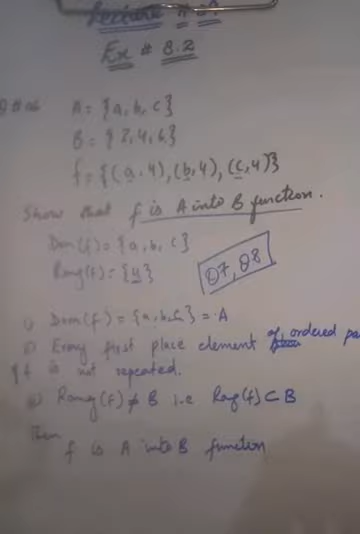 Lecture # 07
Ex # 8.2
Q#06 A = {a, b, c}
B = {2, 4, 6}
f = {(a, 4), (b, 4), (c, 4)}
Show that f is A into B function.
Dom(f) = {a, b, c}
Rang(f) = {4}
Q7, Q8
i) Dom(f) = {a, b, c} = A
ii) Every first place element of ordered pa
of f is not repeated.
iii) Rang(f) ≠ B i.e Rag(f) ⊂ B
Then
f is A into B function